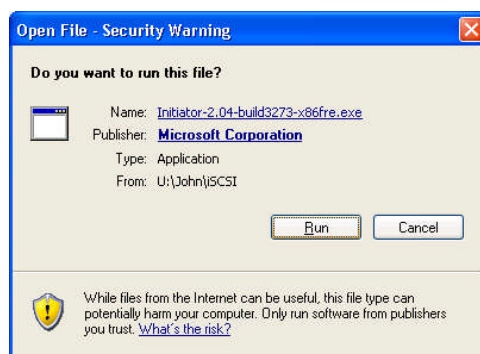 Open File - Security Warning
Do you want to run this file?
Name: Initiator-2.04-build3273-x86fre.exe
Publisher: Microsoft Corporation
Type: Application
From: U:\John\iSCSI
Run Cancel
While files from the Internet can be useful, this file type can
potentially harm your computer. Only run software from publishers
you trust. What's the risk?